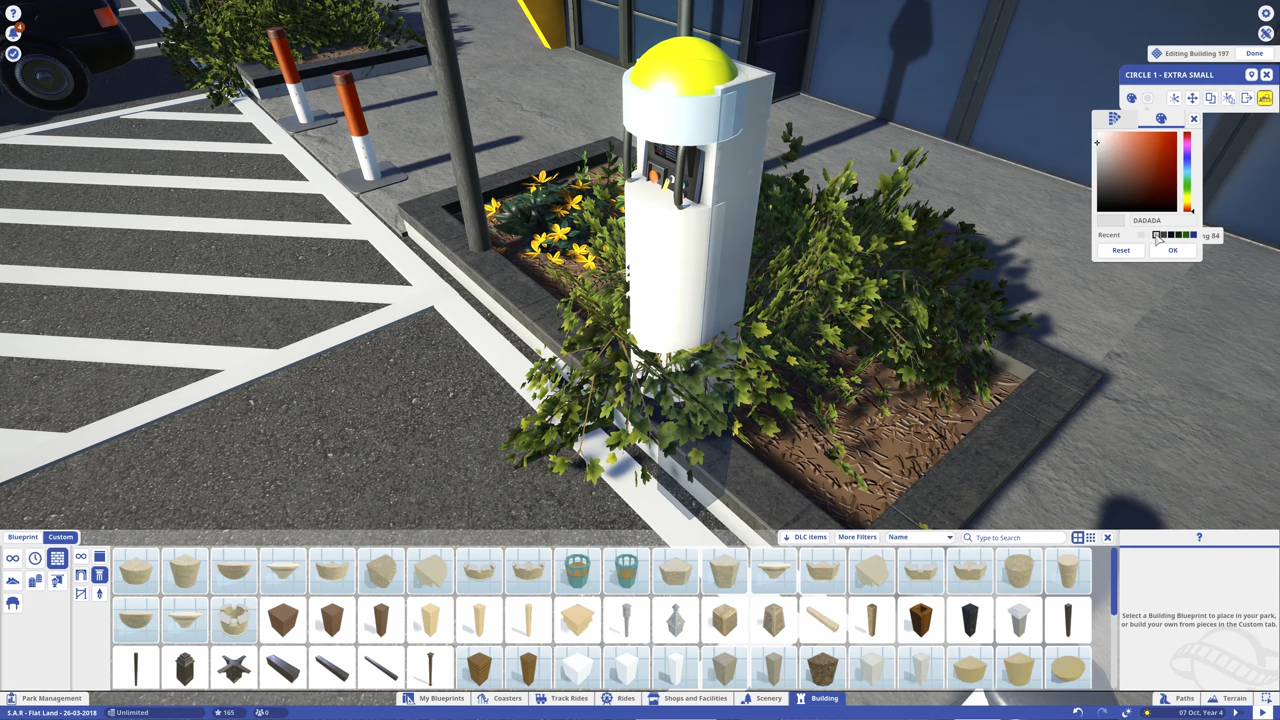 ?
4
Editing Building 197
Done
CIRCLE 1 - EXTRA SMALL
DADADA
Recent
84
Reset
OK
Blueprint
Custom
DLC items
More Filters
Name
Type to Search
?
Select a Building Blueprint to place in your park,
or build your own from pieces in the Custom tab.
Park Management
My Blueprints
Coasters
Track Rides
Rides
Shops and Facilities
Scenery
Building
Paths
Terrain
S.A.R - Flat Land - 26-03-2018
Unlimited
165
0
07 Oct, Year 4